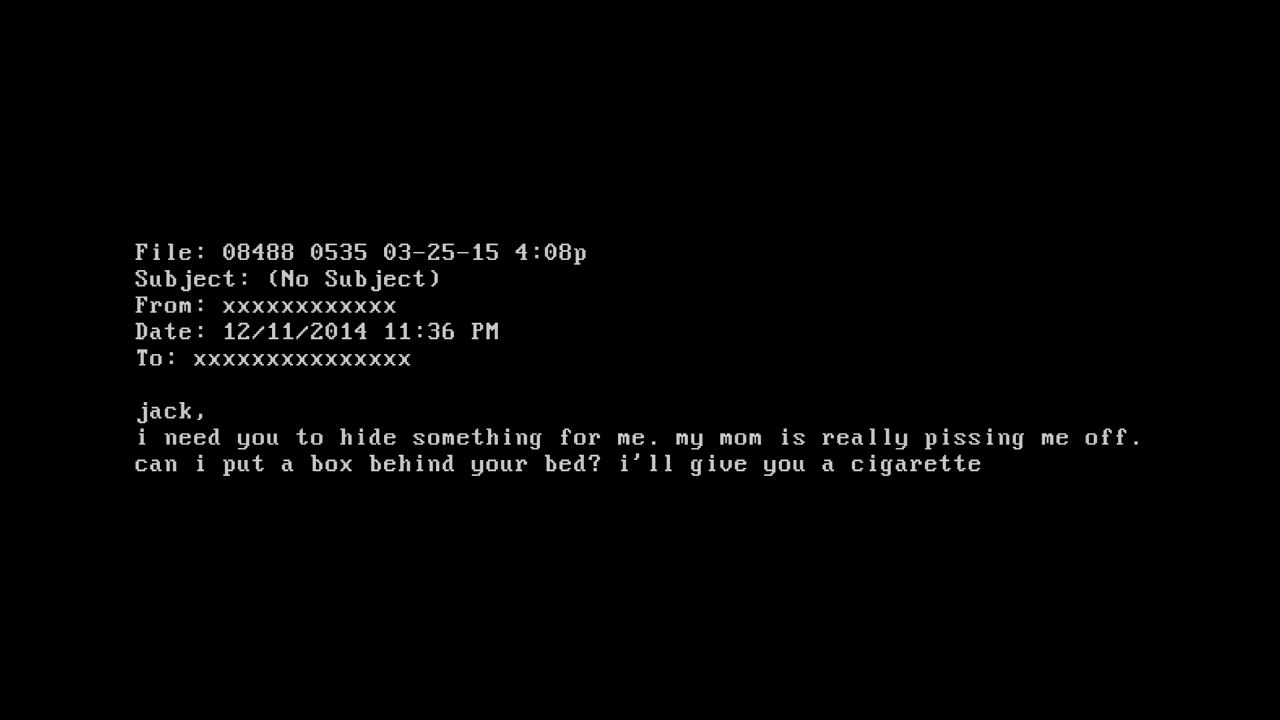 File: 08488 0535 03-25-15 4:08p
Subject: (No Subject)
From: xxxxxxxxxxxx
Date: 12/11/2014 11:36 PM
To: xxxxxxxxxxxxxxx
jack,
i need you to hide something for me. my mom is really pissing me off.
can i put a box behind your bed? i'll give you a cigarette